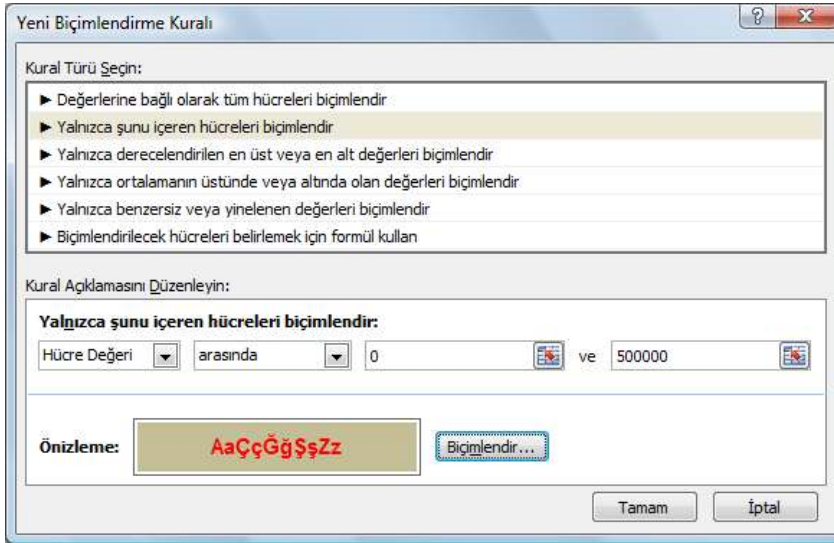 Yeni Biçimlendirme Kuralı
Kural Türü Seçin:
► Değerlerine bağlı olarak tüm hücreleri biçimlendir
► Yalnızca şunu içeren hücreleri biçimlendir
► Yalnızca derecelendirilen en üst veya en alt değerleri biçimlendir
► Yalnızca ortalamanın üstünde veya altında olan değerleri biçimlendir
► Yalnızca benzersiz veya yinelenen değerleri biçimlendir
► Biçimlendirilecek hücreleri belirlemek için formül kullan
Kural Açıklamasını Düzenleyin:
Yalnızca şunu içeren hücreleri biçimlendir:
Hücre Değeri arasında 0 ve 500000
Önizleme: AaÇçĞğŞşZz Biçimlendir...
Tamam İptal